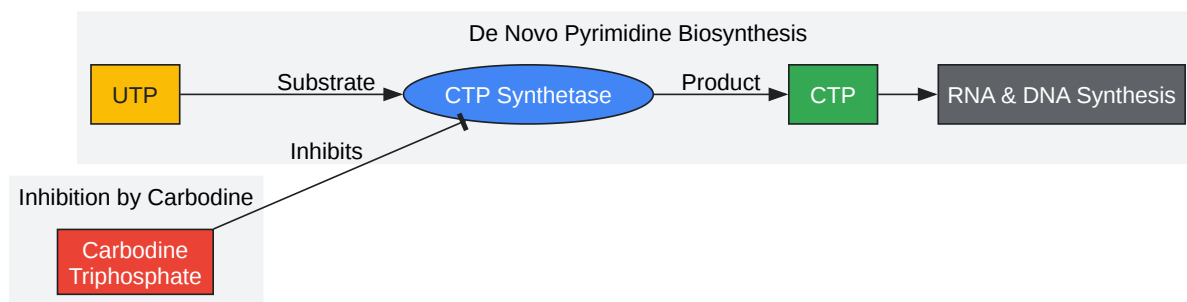 De Novo Pyrimidine Biosynthesis
UTP
Substrate
CTP Synthetase
Product
CTP
RNA & DNA Synthesis
Inhibits
Inhibition by Carbodine
Carbodine
Triphosphate